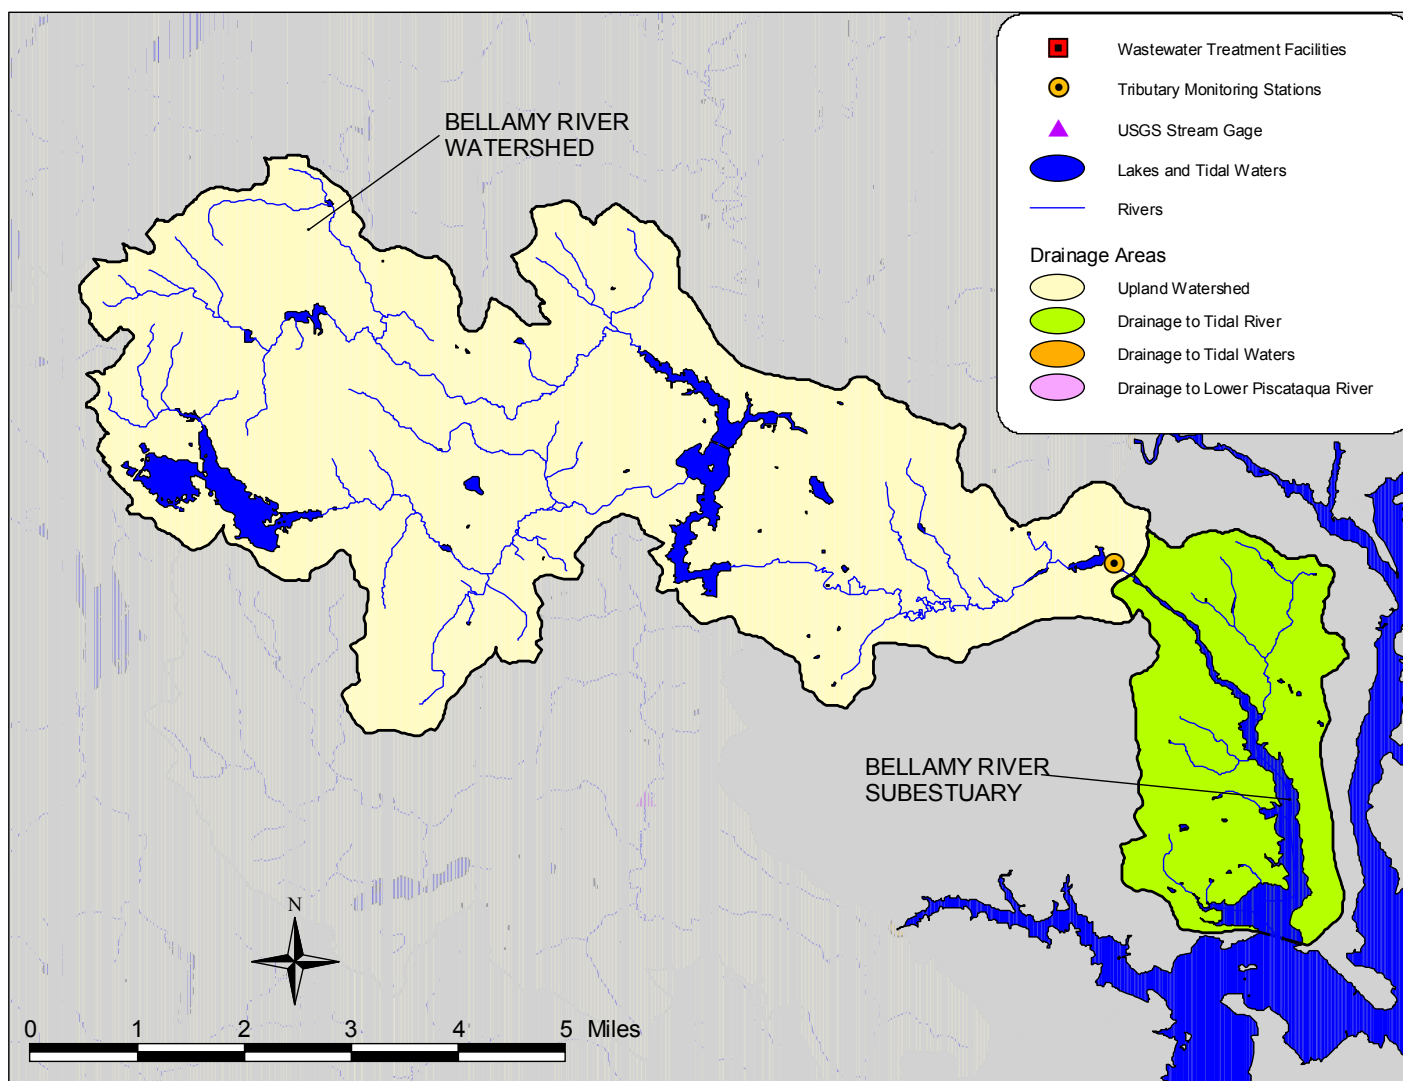 Wastewater Treatment Facilities
Tributary Monitoring Stations
USGS Stream Gage
Lakes and Tidal Waters
Rivers
Drainage Areas
Upland Watershed
Drainage to Tidal River
Drainage to Tidal Waters
Drainage to Lower Piscataqua River
BELLAMY RIVER
WATERSHED
BELLAMY RIVER
SUBESTUARY
N
0 1 2 3 4 5 Miles